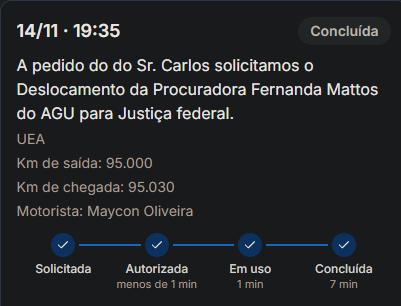 14/11 · 19:35
Concluída
A pedido do do Sr. Carlos solicitamos o
Deslocamento da Procuradora Fernanda Mattos
do AGU para Justiça federal.
UEA
Km de saída: 95.000
Km de chegada: 95.030
Motorista: Maycon Oliveira
Solicitada
Autorizada
Em uso
Concluída
menos de 1 min
1 min
7 min